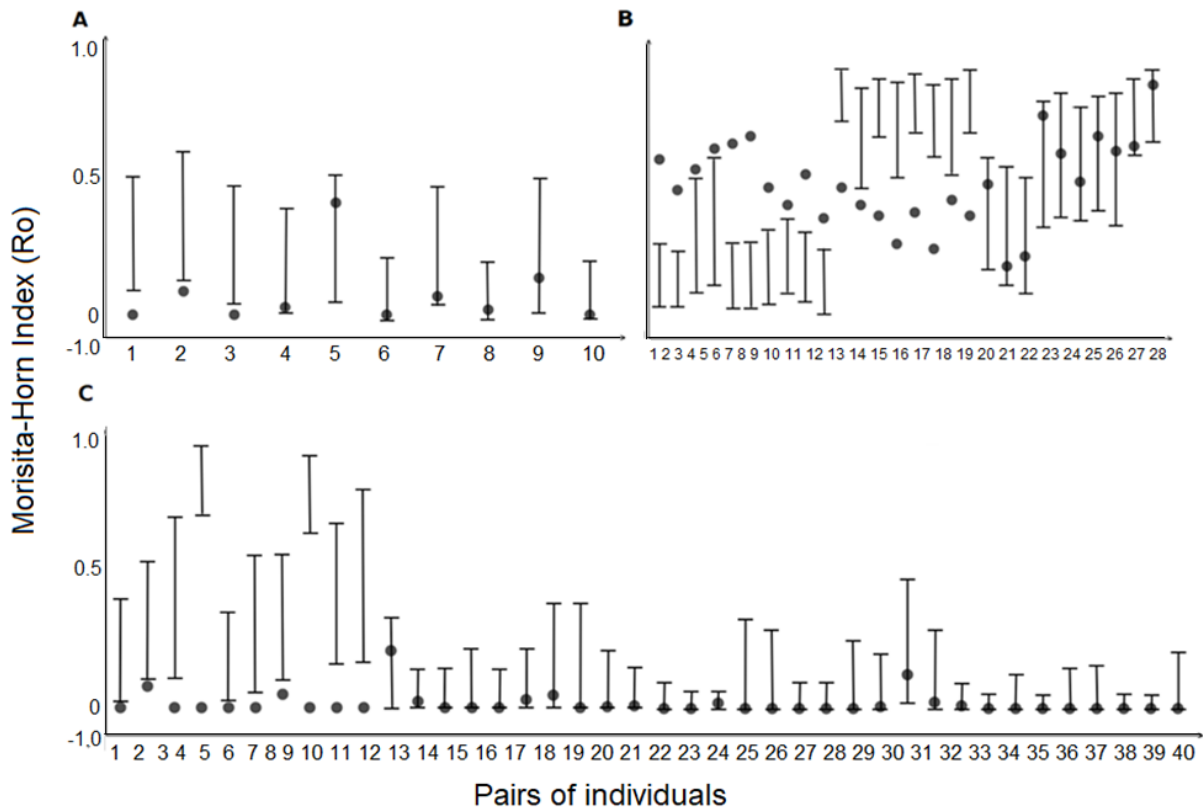 A
B
1.0
0.5
0
-1.0
1 2 3 4 5 6 7 8 9 10
1 2 3 4 5 6 7 8 9 10 11 12 13 14 15 16 17 18 19 20 21 22 23 24 25 26 27 28
C
1.0
0.5
0
-1.0
1 2 3 4 5 6 7 8 9 10 11 12 13 14 15 16 17 18 19 20 21 22 23 24 25 26 27 28 29 30 31 32 33 34 35 36 37 38 39 40
Morisita-Horn Index (Ro)
Pairs of individuals